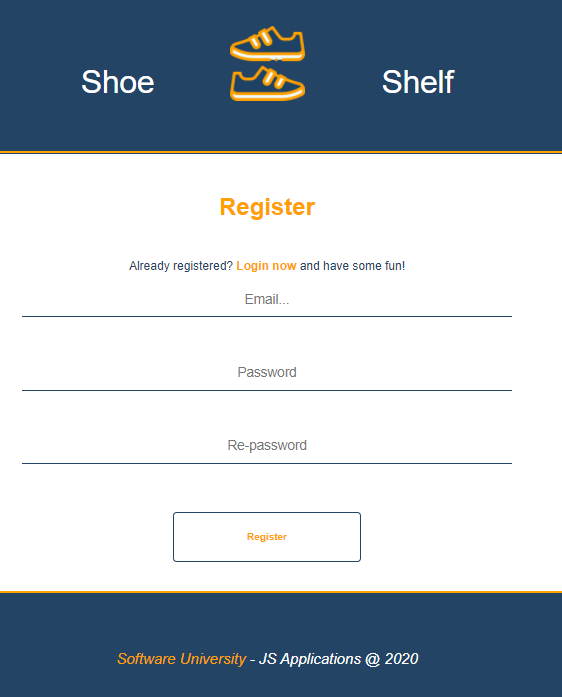 Shoe Shelf
Register
Already registered? Login now and have some fun!
Email...
Password
Re-password
Register
Software University - JS Applications @ 2020